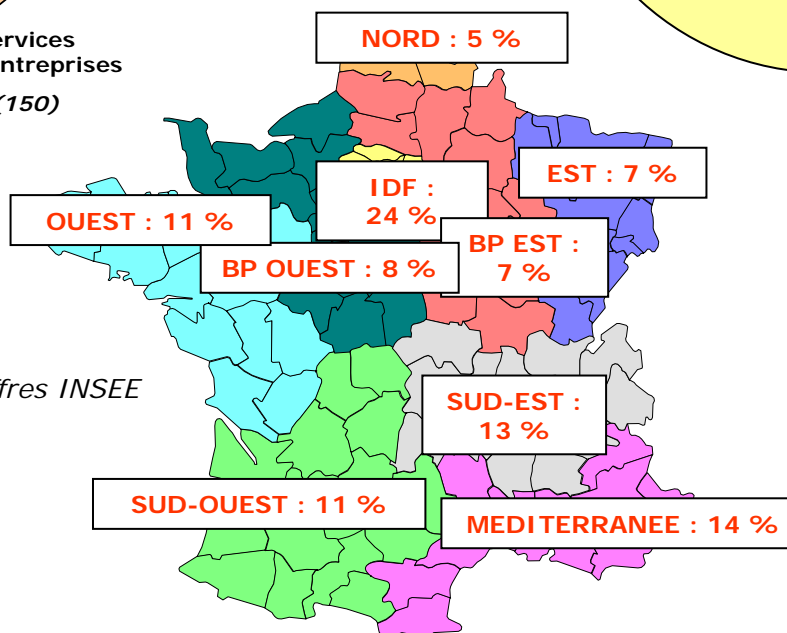 NORD : 5 %
ervices
ntreprises
(150)
IDF :
24 %
EST : 7 %
OUEST : 11 %
BP EST :
7 %
BP OUEST : 8 %
ffres INSEE
SUD-EST :
13 %
SUD-OUEST : 11 %
MEDITERRANEE : 14 %